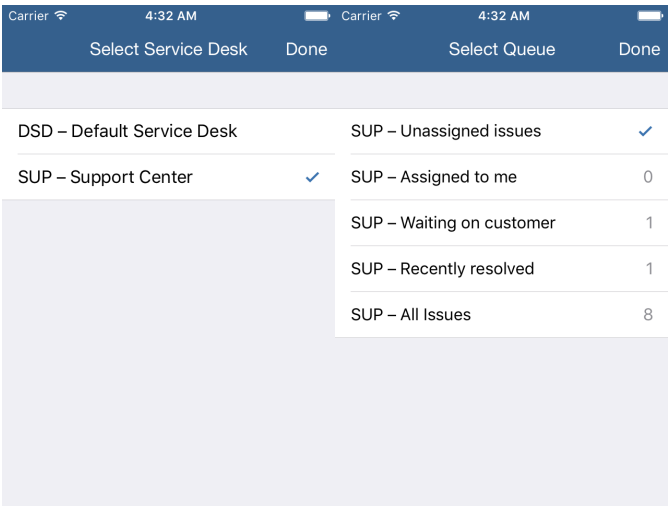 Carrier 4:32 AM
Select Service Desk Done
DSD – Default Service Desk
SUP – Support Center
Carrier 4:32 AM
Select Queue Done
SUP – Unassigned issues
SUP – Assigned to me 0
SUP – Waiting on customer 1
SUP – Recently resolved 1
SUP – All Issues 8